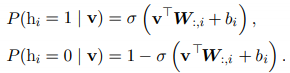 P(hᵢ = 1 | v) = σ (v⊤W:,i + bᵢ) ,
P(hᵢ = 0 | v) = 1 − σ (v⊤W:,i + bᵢ) .